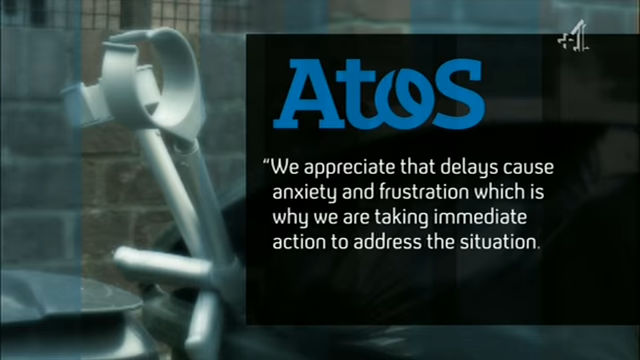 Atos
“We appreciate that delays cause
anxiety and frustration which is
why we are taking immediate
action to address the situation.
+1